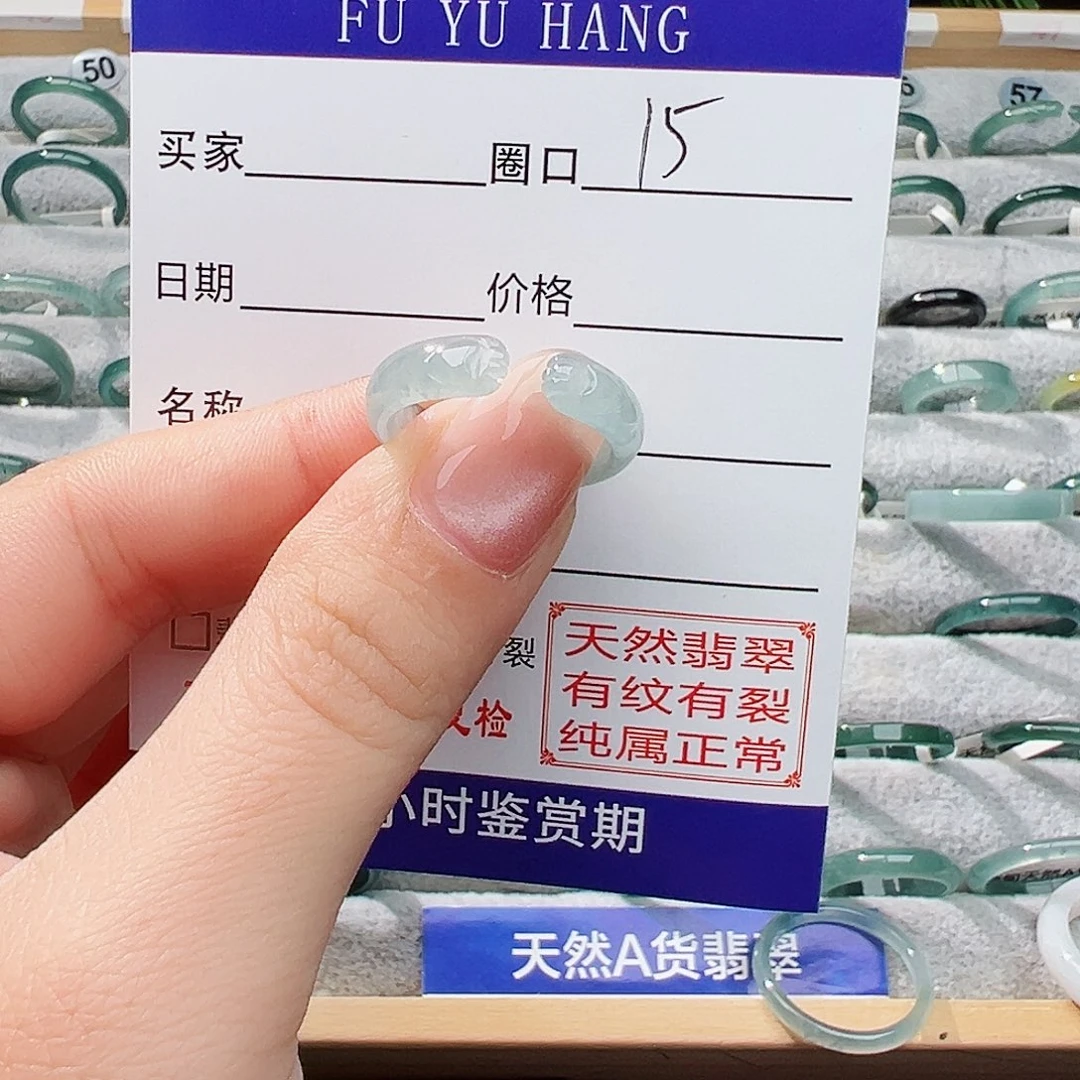 FU YU HANG
50
57
买家 圈口 15
日期 价格
名称
裂
天然翡翠
有纹有裂
纯属正常
检
小时鉴赏期
天然A货翡翠